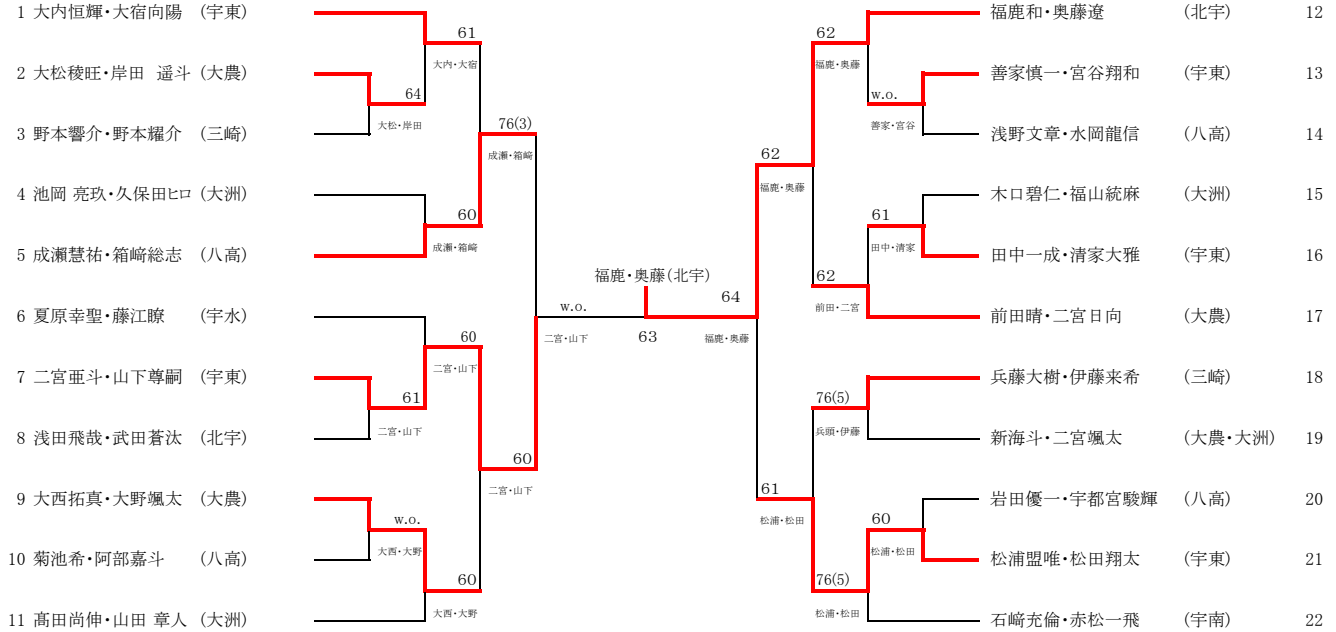 1 大内恒輝・大宿向陽 (宇東)
61
大内・大宿
2 大松稜旺・岸田 遥斗 (大農)
64
大松・岸田
3 野本響介・野本耀介 (三崎)
76(3)
成瀬・箱﨑
4 池岡 亮玖・久保田ヒロ (大洲)
60
成瀬・箱崎
5 成瀬慧祐・箱﨑総志 (八高)
6 夏原幸聖・藤江瞭 (宇水)
60
二宮・山下
7 二宮亜斗・山下尊嗣 (宇東)
61
二宮・山下
8 浅田飛哉・武田蒼汰 (北宇)
60
二宮・山下
9 大西拓真・大野颯太 (大農)
w.o.
大西・大野
10 菊池希・阿部嘉斗 (八高)
60
大西・大野
11 髙田尚伸・山田 章人 (大洲)
w.o.
二宮・山下
福鹿・奥藤(北宇)
63
64
福鹿・奥藤
福鹿和・奥藤遼 (北宇) 12
62
福鹿・奥藤
善家慎一・宮谷翔和 (宇東) 13
w.o.
善家・宮谷
浅野文章・水岡龍信 (八高) 14
62
福鹿・奥藤
木口碧仁・福山統麻 (大洲) 15
61
田中・清家
田中一成・清家大雅 (宇東) 16
62
前田・二宮
前田晴・二宮日向 (大農) 17
兵藤大樹・伊藤来希 (三崎) 18
76(5)
兵頭・伊藤
新海斗・二宮颯太 (大農・大洲) 19
61
松浦・松田
岩田優一・宇都宮駿輝 (八高) 20
60
松浦・松田
松浦盟唯・松田翔太 (宇東) 21
76(5)
松浦・松田
石﨑充倫・赤松一飛 (宇南) 22